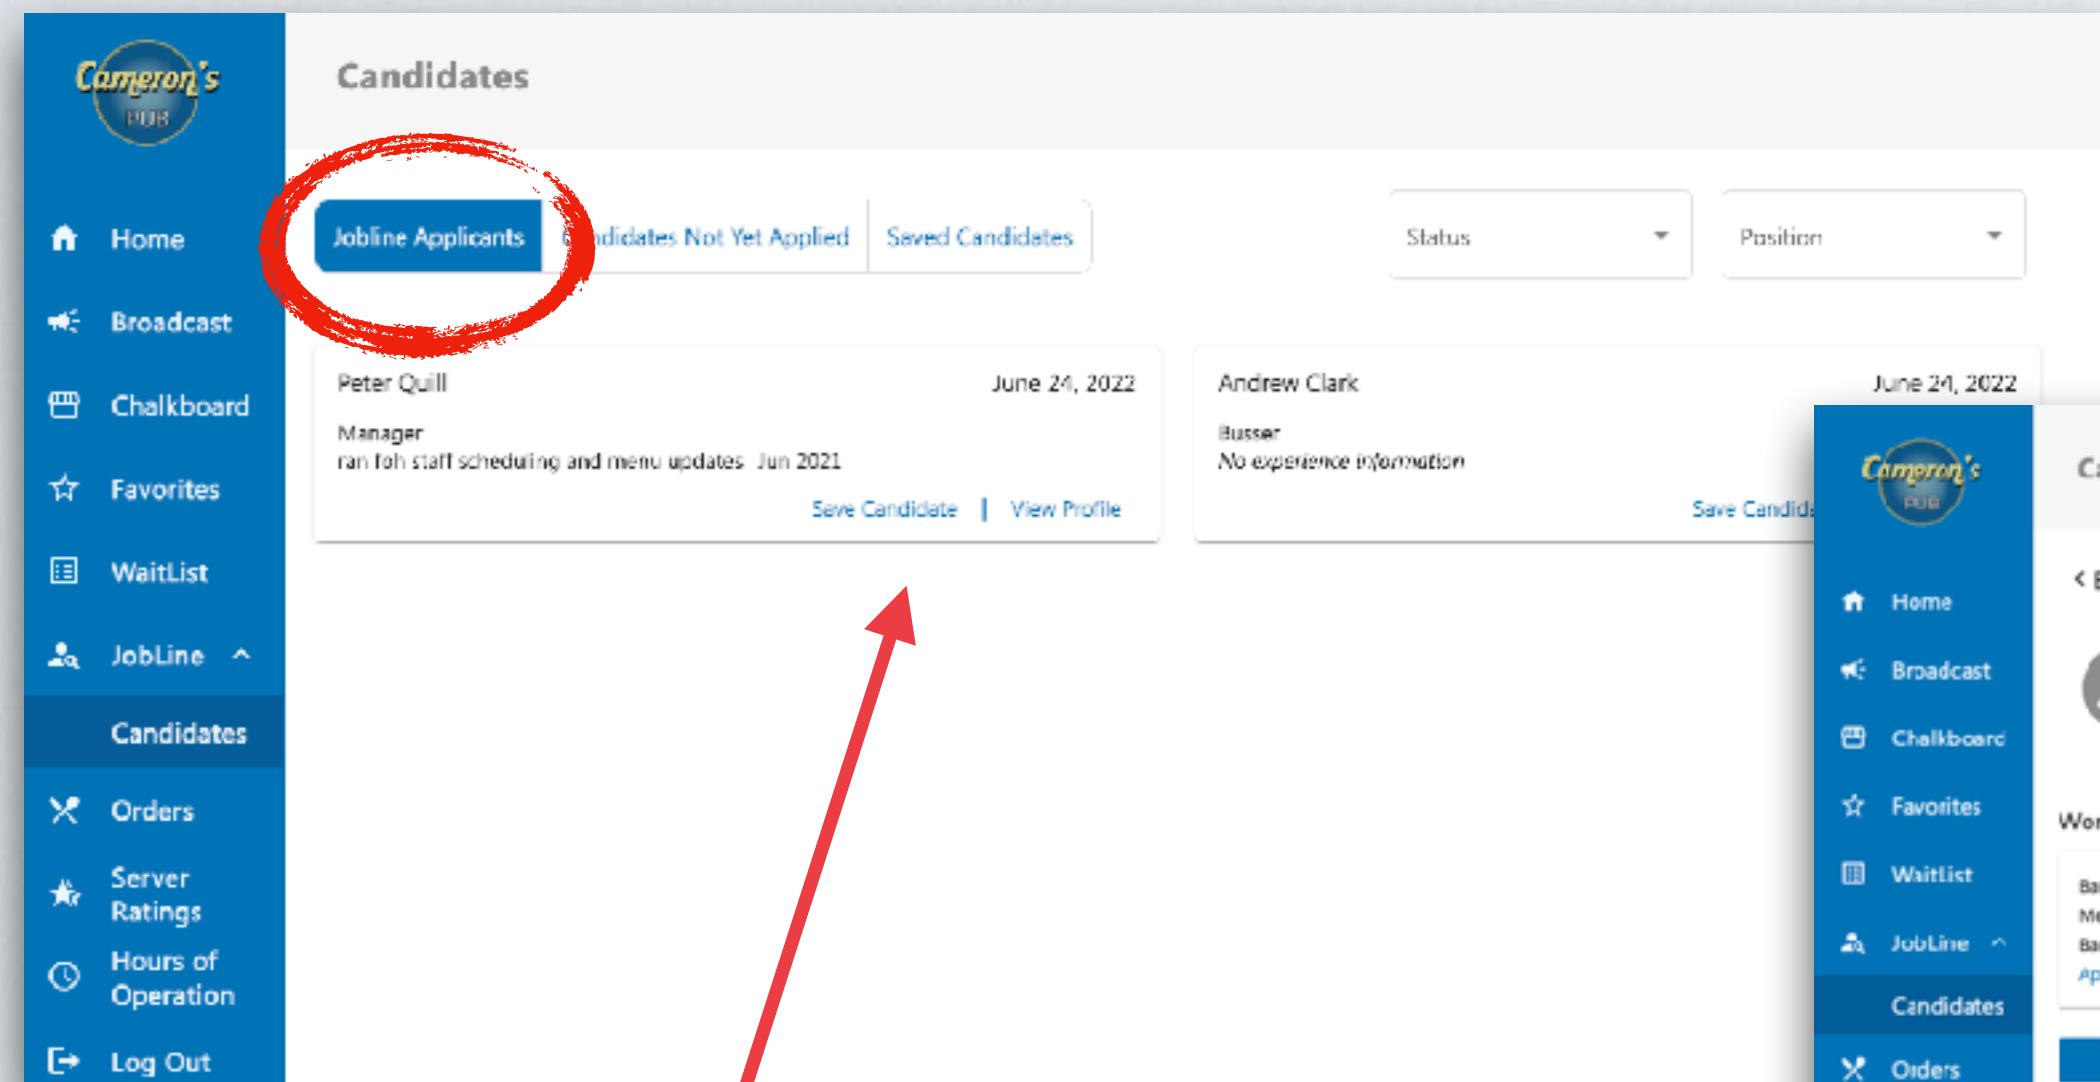 Cameron's
PUB
Candidates
Home
Broadcast
Chalkboard
Favorites
WaitList
JobLine
Candidates
Orders
Server
Ratings
Hours of
Operation
Log Out
Jobline Applicants
Not Yet Applied
Saved Candidates
Status
Position
Peter Quill
June 24, 2022
Manager
ran foh staff scheduling and menu updates Jun 2021
Save Candidate | View Profile
Andrew Clark
June 24, 2022
Busser
No experience information
Save
Cameron's
PUB
Home
Broadcast
Chalkboard
Favorites
WaitList
JobLine
Candidates
Orders